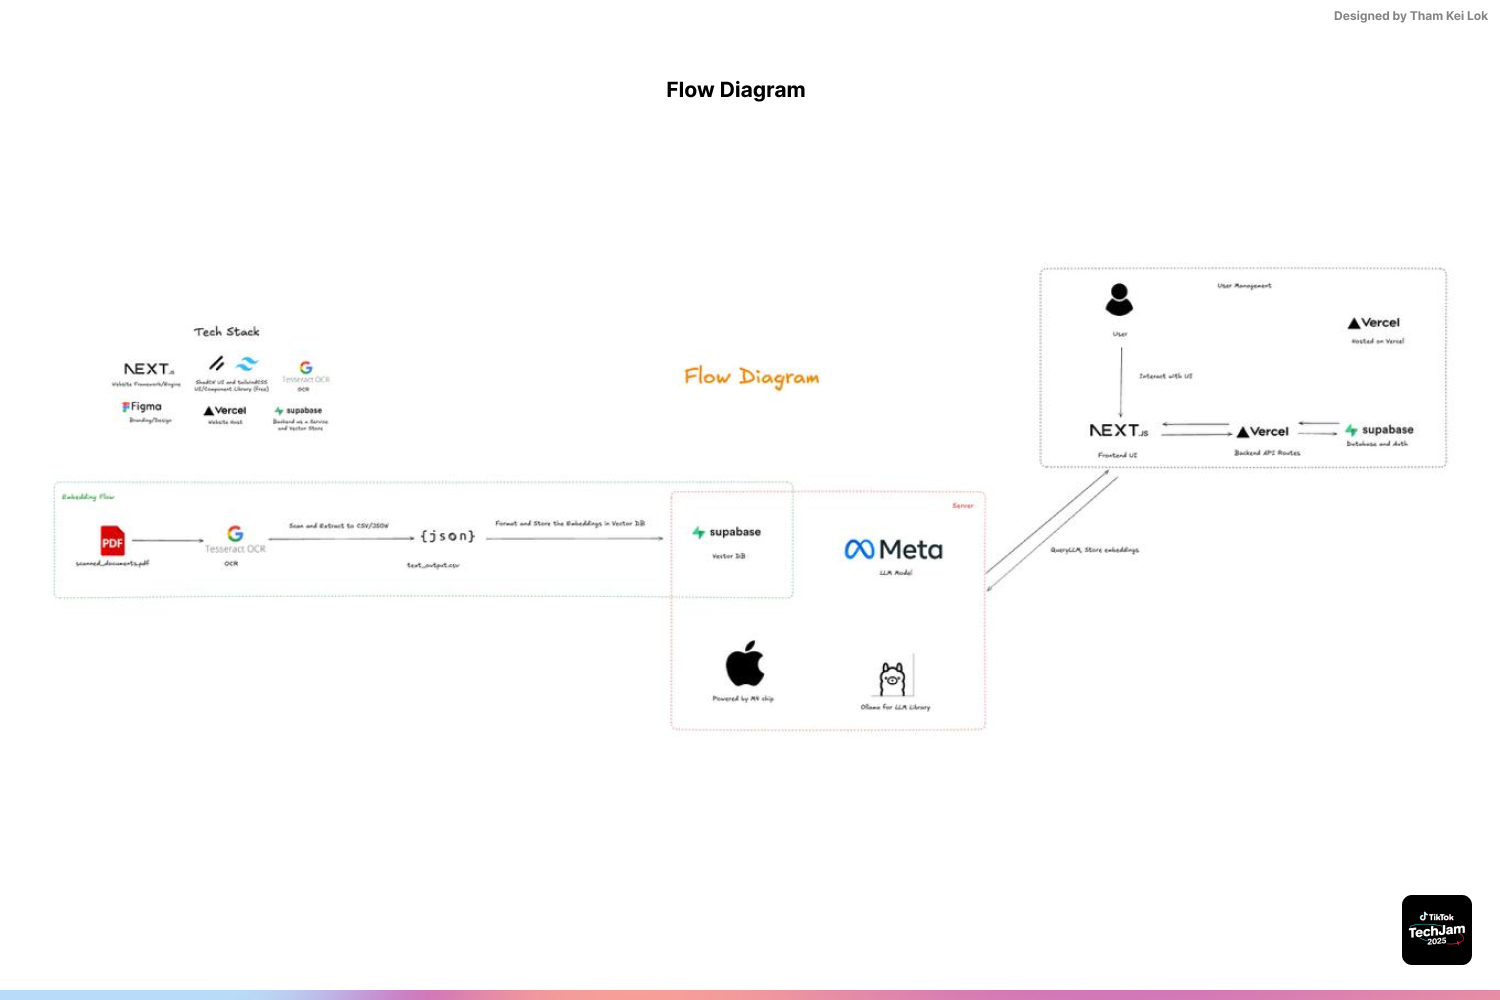 Designed by Tham Kei Lok
Flow Diagram
Tech Stack
NEXT.JS
Website Framework/Engine
ShadCN UI and tailwindCSS
UI/Component Library (free)
Tesseract OCR
OCR
Figma
Branding/Design
Vercel
Website Host
supabase
Backend as a Service
and Vector Store
Flow Diagram
User Management
User
Vercel
Hosted on Vercel
Interact with UI
NEXT.JS
Frontend UI
Vercel
Backend API Routes
supabase
Database and Auth
Embedding Flow
PDF
scanned_documents.pdf
Tesseract OCR
OCR
Scan and Extract to CSV/JSON
{json}
text_output.csv
Format and Store the Embeddings in Vector DB
supabase
Vector DB
Server
Meta
LLM Model
Powered by M4 chip
Ollama for LLM Library
QueryLLM, Store embeddings
TikTok
TechJam
2025